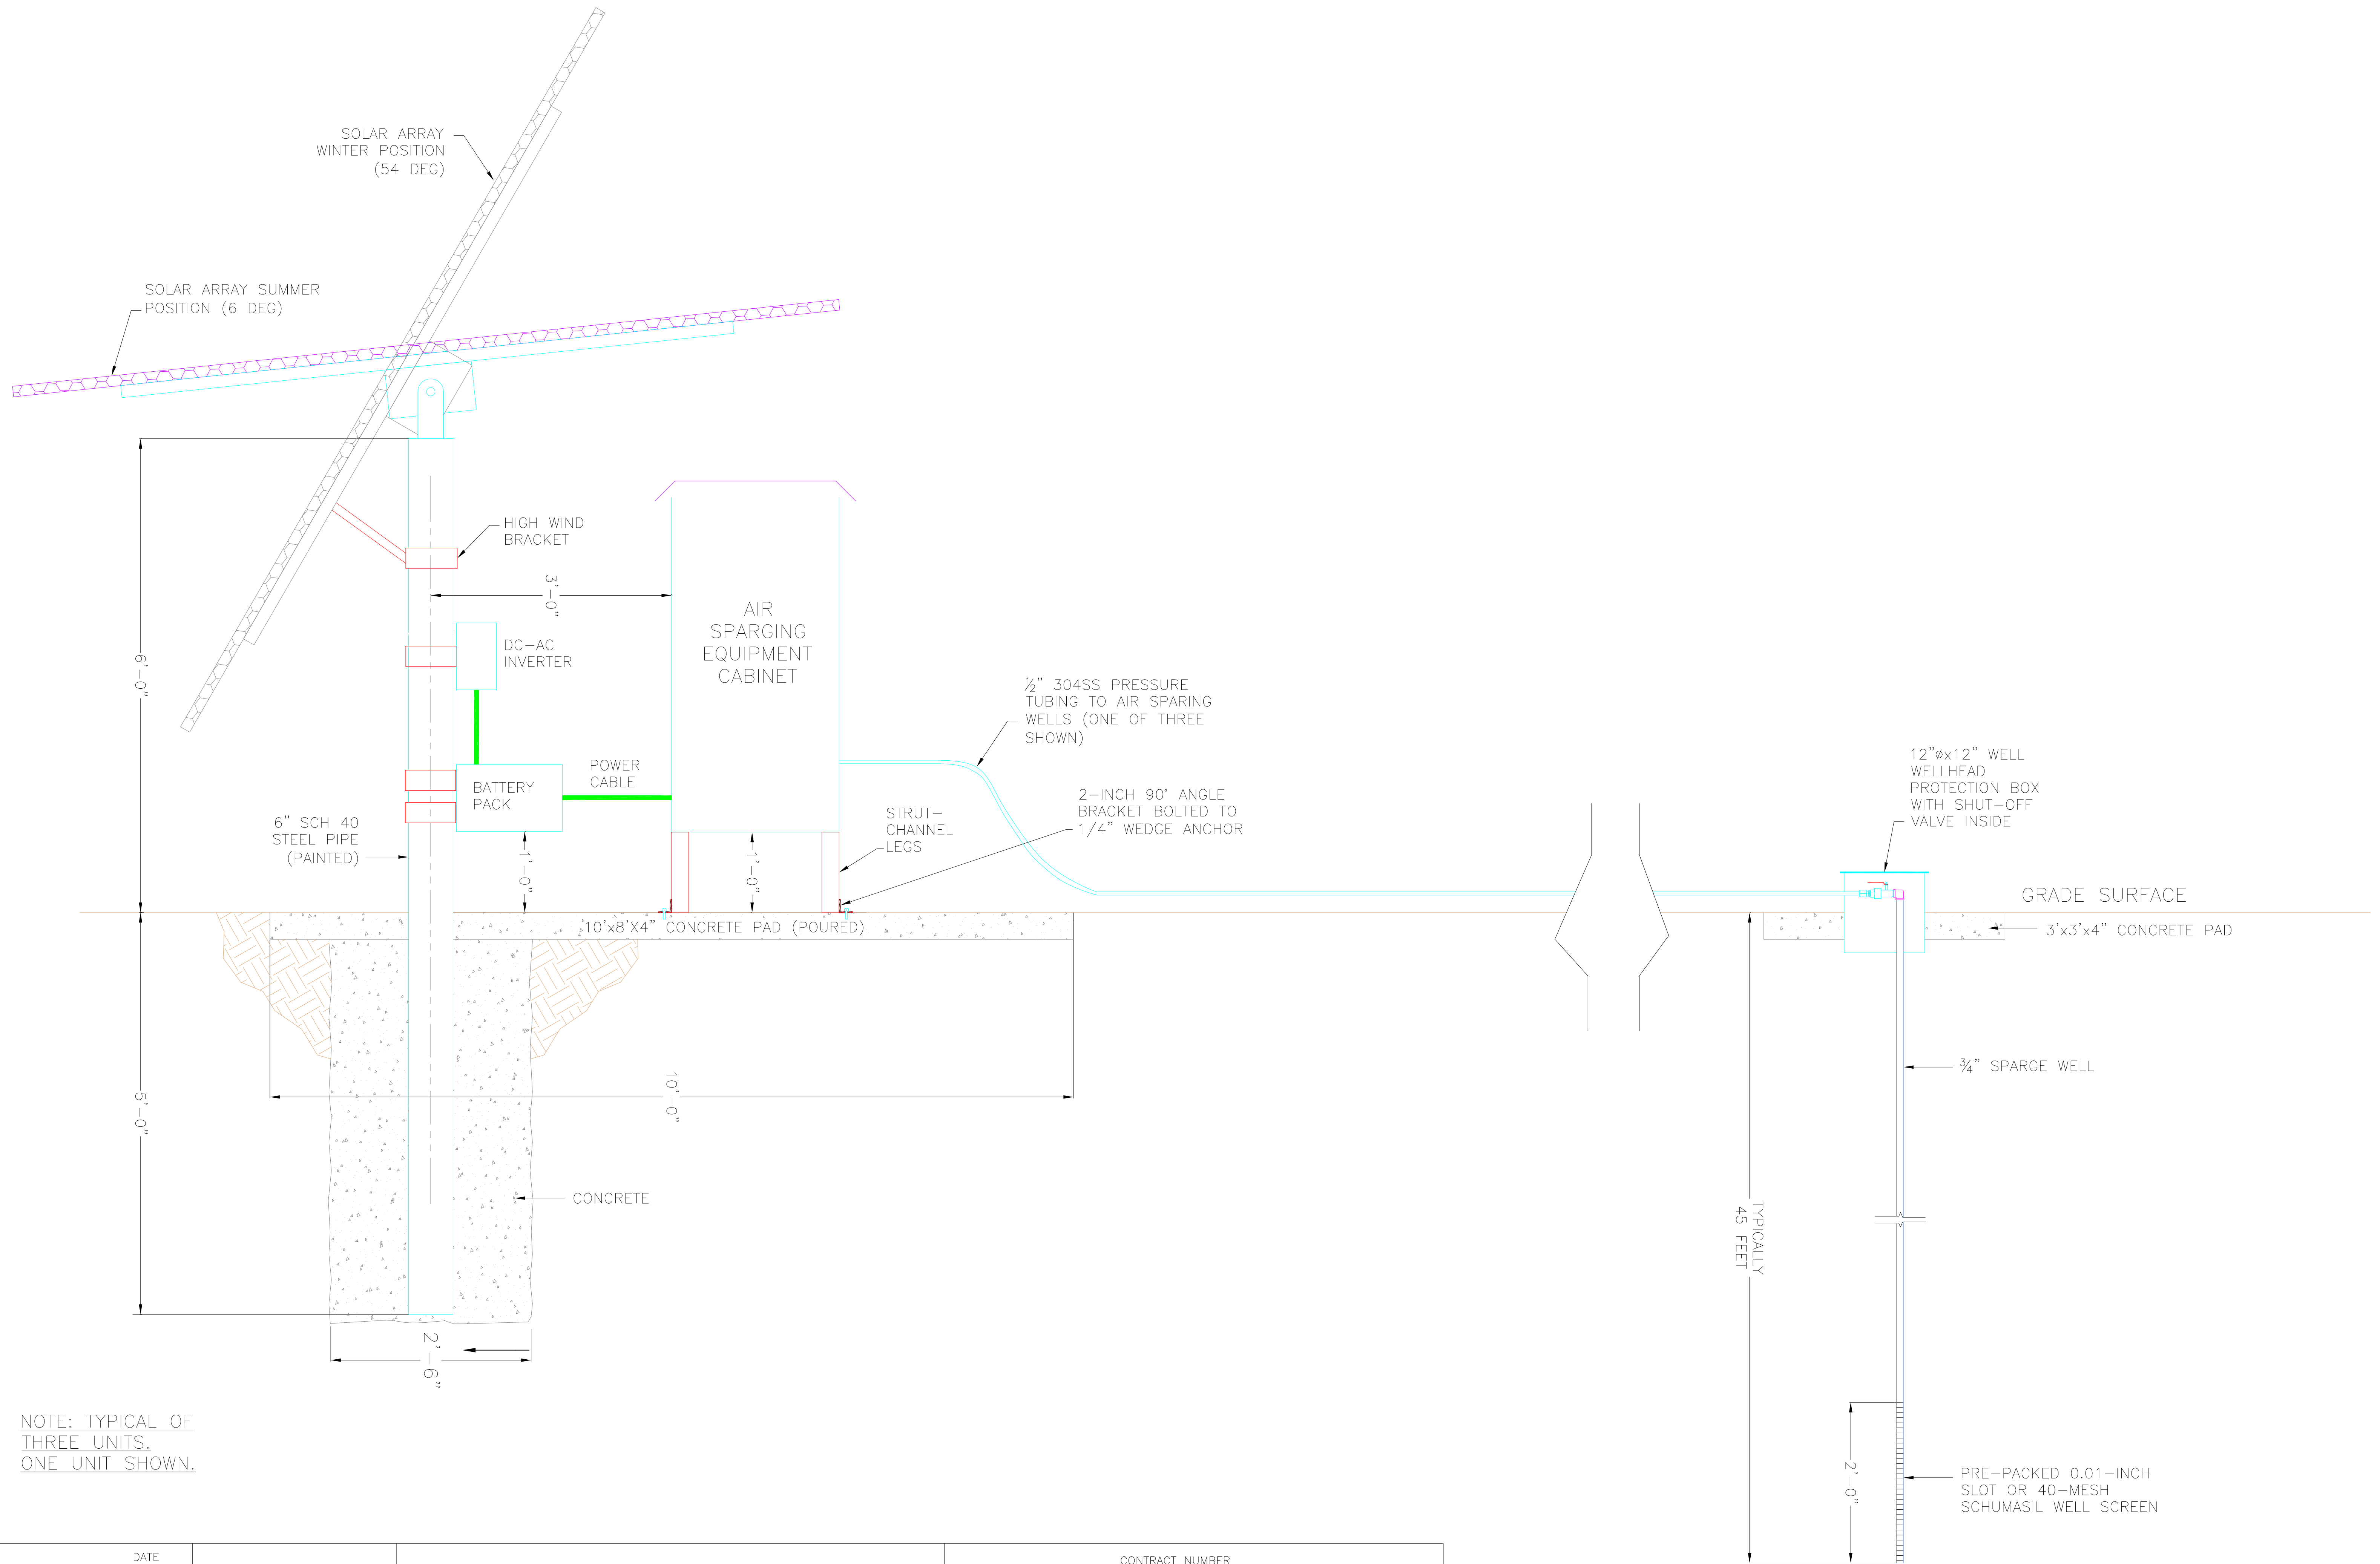 SOLAR ARRAY
WINTER POSITION
(54 DEG)
SOLAR ARRAY SUMMER
POSITION (6 DEG)
HIGH WIND
BRACKET
3'-0"
AIR
SPARGING
EQUIPMENT
CABINET
DC-AC
INVERTER
6'-0"
½" 304SS PRESSURE
TUBING TO AIR SPARING
WELLS (ONE OF THREE
SHOWN)
POWER
CABLE
BATTERY
PACK
6" SCH 40
STEEL PIPE
(PAINTED)
1'-0"
1'-0"
STRUT-
CHANNEL
LEGS
2-INCH 90° ANGLE
BRACKET BOLTED TO
1/4" WEDGE ANCHOR
12"øx12" WELL
WELLHEAD
PROTECTION BOX
WITH SHUT-OFF
VALVE INSIDE
GRADE SURFACE
10'x8'X4" CONCRETE PAD (POURED)
3'x3'x4" CONCRETE PAD
¾" SPARGE WELL
10'-0"
5'-0"
CONCRETE
TYPICALLY
45 FEET
2'-6"
NOTE: TYPICAL OF
THREE UNITS.
ONE UNIT SHOWN.
2'-0"
PRE-PACKED 0.01-INCH
SLOT OR 40-MESH
SCHUMASIL WELL SCREEN
DATE
CONTRACT NUMBER